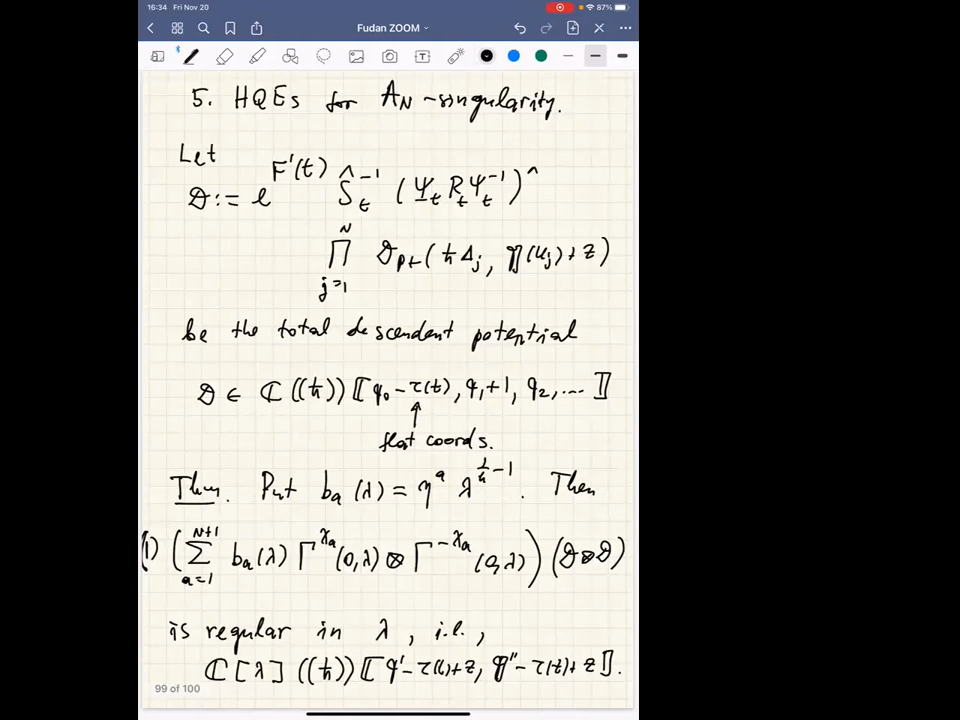 16:34 Fri Nov 20
87%
Fudan ZOOM
5. HQEs for A_N-singularity.
Let
𝒟 := e^{F'(t)} Ŝ_t^{-1} (Ψ_t R_t Ψ_t^{-1})^
∏_{j=1}^{N} 𝒟_{pt}(ħΔ_j, q(u_j)+z)
be the total descendent potential
𝒟 ∈ ℂ((ħ))[[q_0 - τ(t), q_1+1, q_2, ....]]
↑
flat coords.
Thm. Put b_a(λ) = η^a λ^{2/h - 1}. Then
(1) (∑_{a=1}^{N+1} b_a(λ) Γ^{χ_a}(0,λ) ⊗ Γ^{-χ_a}(0,λ)) (𝒟⊗𝒟)
is regular in λ, i.e.,
ℂ[λ]((ħ))[[q' - τ(t)+z, q'' - τ(t)+z]].
99 of 100